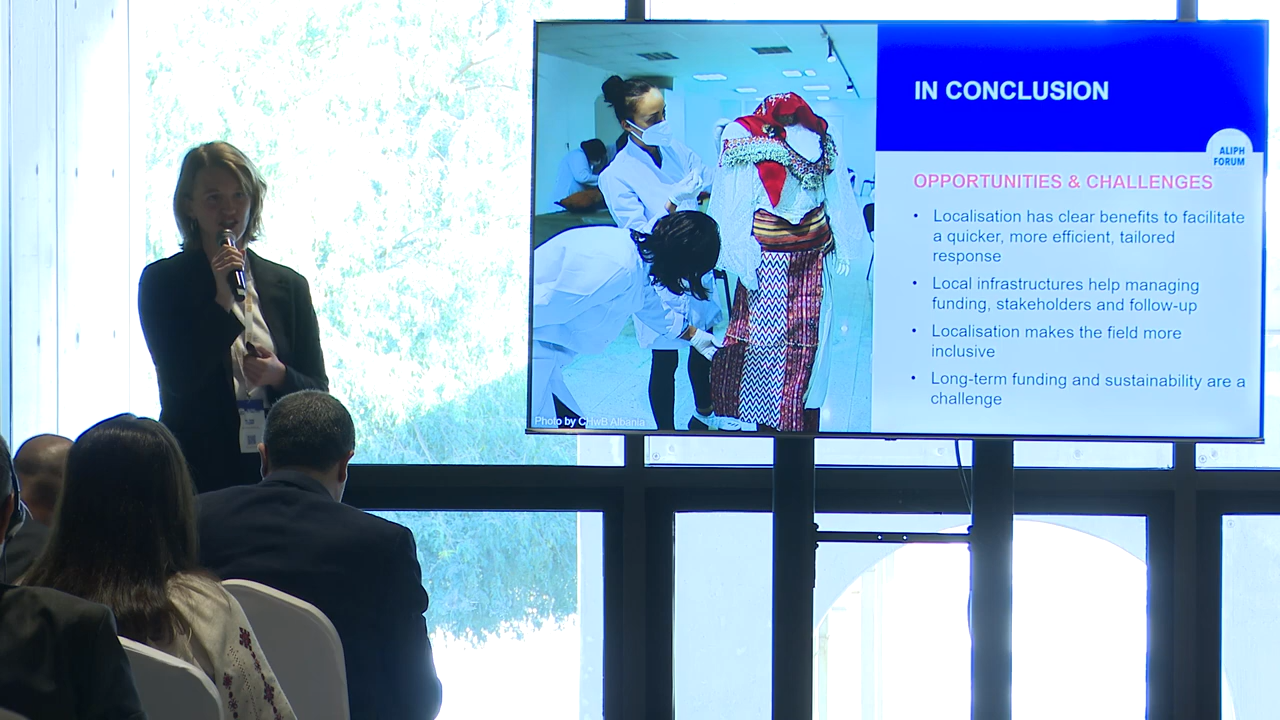 IN CONCLUSION
ALIPH
FORUM
OPPORTUNITIES & CHALLENGES
• Localisation has clear benefits to facilitate
a quicker, more efficient, tailored
response
• Local infrastructures help managing
funding, stakeholders and follow-up
• Localisation makes the field more
inclusive
• Long-term funding and sustainability are a
challenge
Photo by CHwB Albania